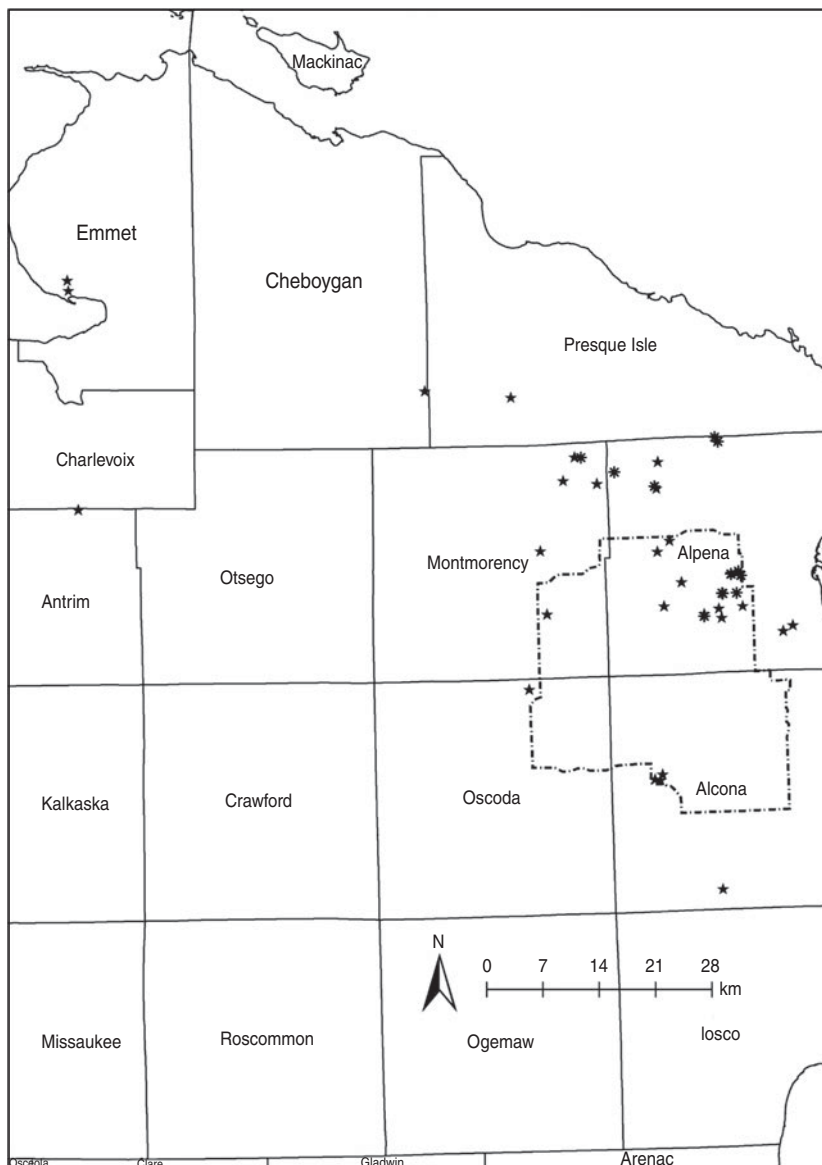 Mackinac
Emmet
Cheboygan
Presque Isle
Charlevoix
Alpena
Montmorency
Otsego
Antrim
Alcona
Kalkaska
Crawford
Oscoda
N
0 7 14 21 28
km
Missaukee
Roscommon
Ogemaw
Iosco
Osceola
Clare
Gladwin
Arenac